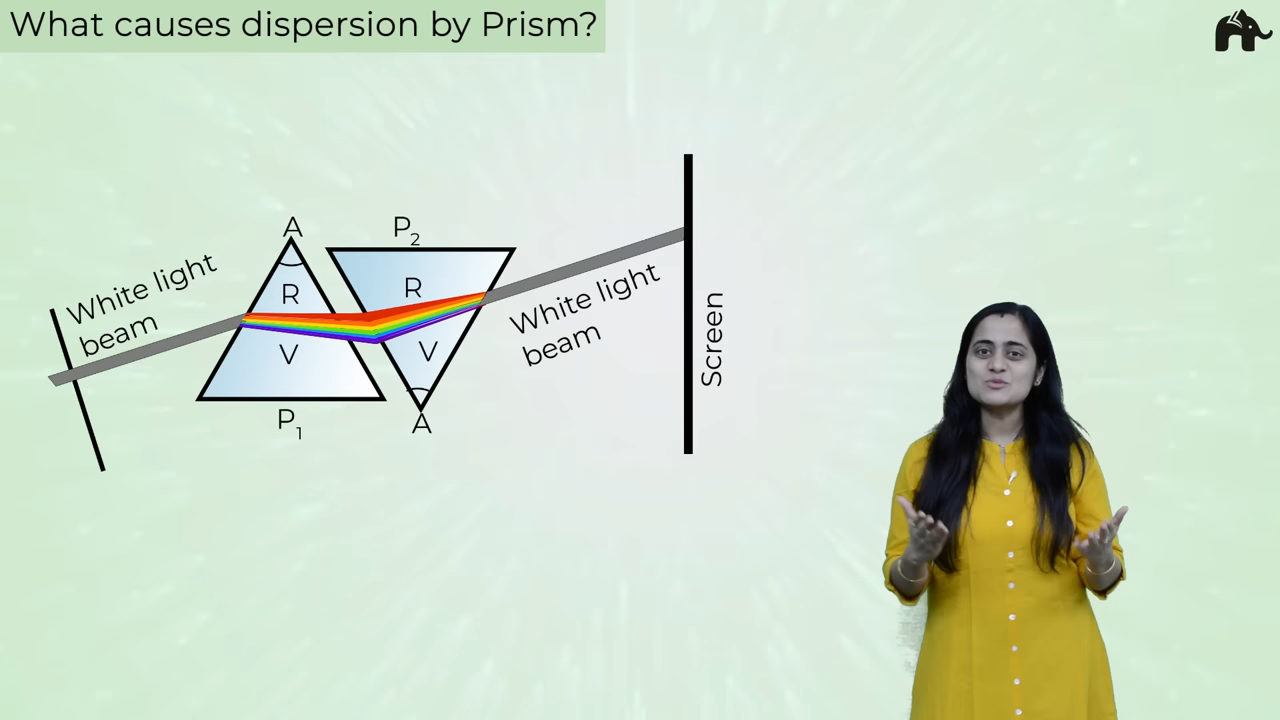 What causes dispersion by Prism?
White light
beam
A
R
V
P1
P2
R
V
A
White light
beam
Screen